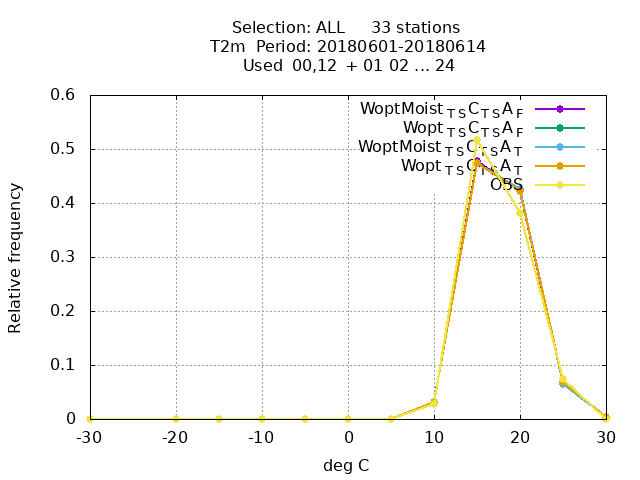 Selection: ALL 33 stations
T2m Period: 20180601-20180614
Used 00,12 + 01 02 ... 24
WoptMoist TS C TS A F
Wopt TS C TS A F
WoptMoist TS C TS A T
Wopt TS C TS A T
OBS
0.6
0.5
0.4
0.3
0.2
0.1
0
Relative frequency
-30 -20 -10 0 10 20 30
deg C